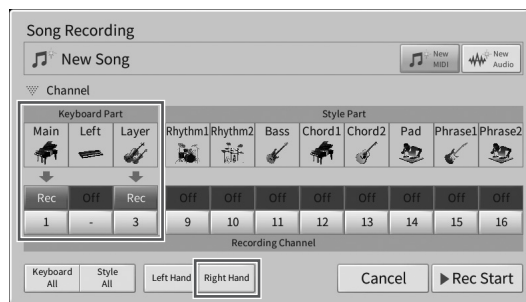 Song Recording
New Song
New MIDI
New Audio
Channel
Keyboard Part Style Part
Main Left Layer Rhythm1 Rhythm2 Bass Chord1 Chord2 Pad Phrase1 Phrase2
Rec Off Rec Off Off Off Off Off Off Off Off
1 - 3 9 10 11 12 13 14 15 16
Recording Channel
Keyboard All Style All Left Hand Right Hand Cancel Rec Start